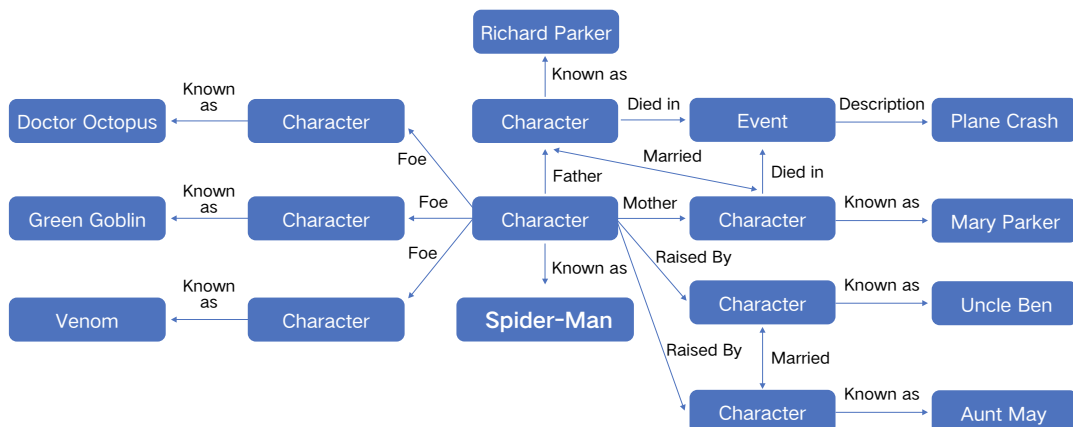 Richard Parker
Known as
Known
as
Doctor Octopus
Character
Character
Died in
Event
Description
Plane Crash
Foe
Married
Father
Died in
Known
as
Green Goblin
Character
Foe
Character
Mother
Character
Known as
Mary Parker
Foe
Known as
Raised By
Known
as
Venom
Character
Spider-Man
Character
Known as
Uncle Ben
Raised By
Married
Character
Known as
Aunt May